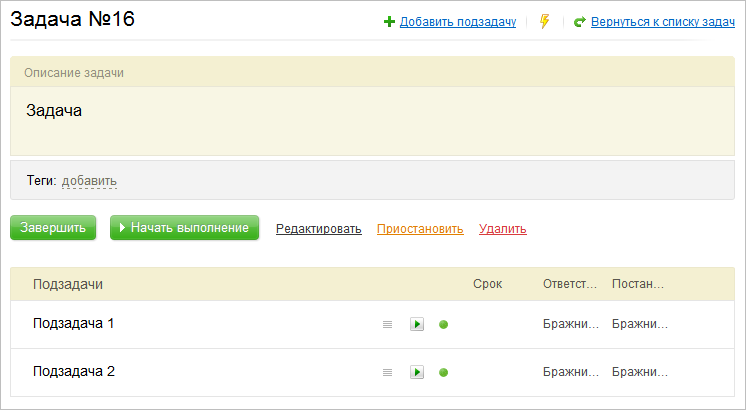 Задача №16 Добавить подзадачу Вернуться к списку задач
Описание задачи
Задача
Теги: добавить
Завершить Начать выполнение Редактировать Приостановить Удалить
Подзадачи Срок Ответст... Постан...
Подзадача 1 Бражни... Бражни...
Подзадача 2 Бражни... Бражни...